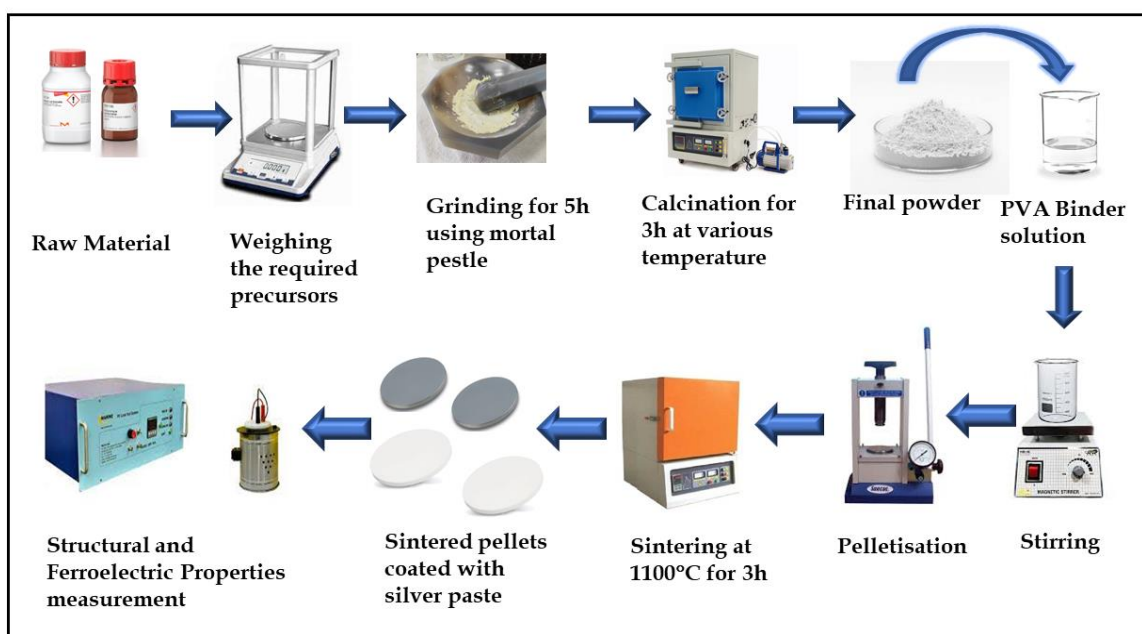 Raw Material
Weighing
the required
precursors
Grinding for 5h
using mortal
pestle
Calcination for
3h at various
temperature
Final powder
PVA Binder
solution
Stirring
MAGNETIC STIRRER
Pelletisation
Sintering at
1100°C for 3h
Sintered pellets
coated with
silver paste
Structural and
Ferroelectric Properties
measurement